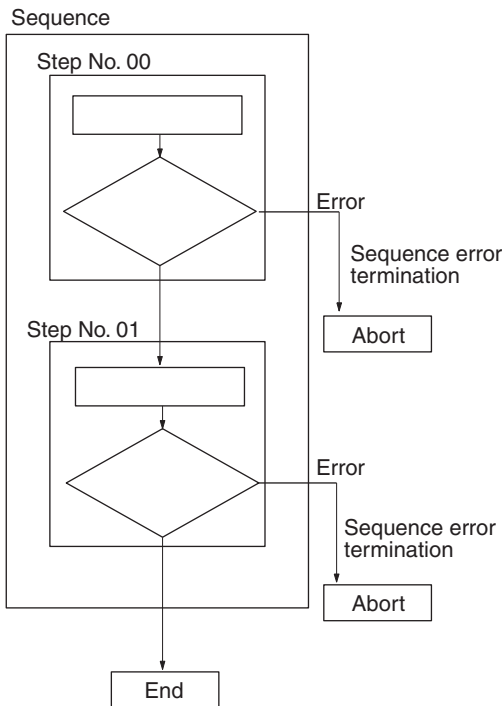 Sequence
Step No. 00
Error
Sequence error
termination
Abort
Step No. 01
Error
Sequence error
termination
Abort
End